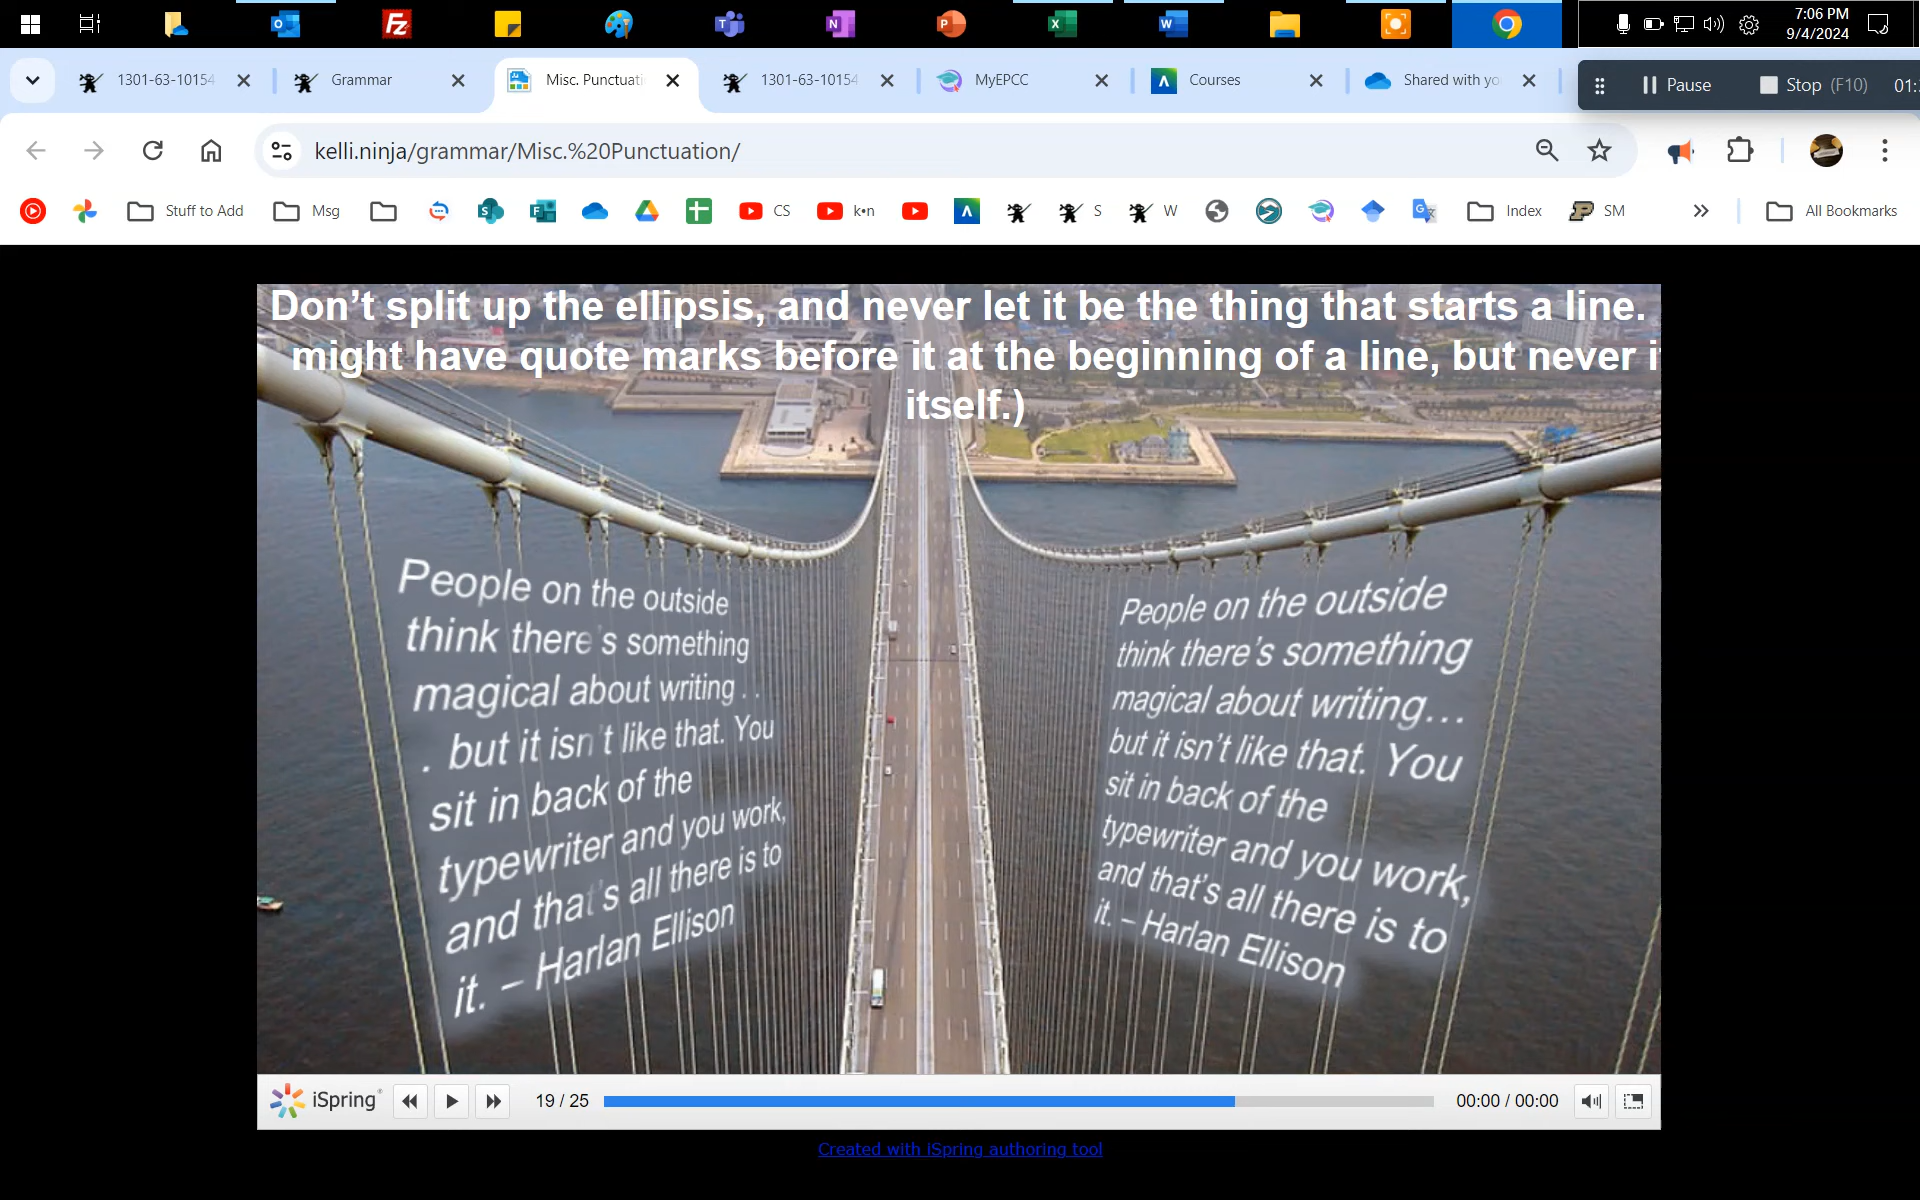 7:06 PM
9/4/2024
1301-63-10154
Grammar
Misc. Punctuati
1301-63-10154
MyEPCC
Courses
Shared with yo
Pause
Stop (F10)
01:
kelli.ninja/grammar/Misc.%20Punctuation/
Stuff to Add
Msg
CS
k•n
S
W
Index
SM
All Bookmarks
Don’t split up the ellipsis, and never let it be the thing that starts a line.
might have quote marks before it at the beginning of a line, but never i
itself.)
People on the outside
think there’s something
magical about writing . .
. but it isn’t like that. You
sit in back of the
typewriter and you work,
and that’s all there is to
it. – Harlan Ellison
People on the outside
think there’s something
magical about writing…
but it isn’t like that. You
sit in back of the
typewriter and you work,
and that’s all there is to
it. – Harlan Ellison
iSpring
19 / 25
00:00 / 00:00
Created with iSpring authoring tool